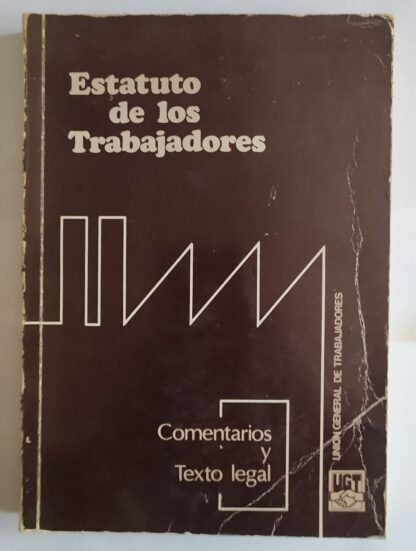 Estatuto
de los
Trabajadores
Comentarios
y
Texto legal
UNION GENERAL DE TRABAJADORES
UGT